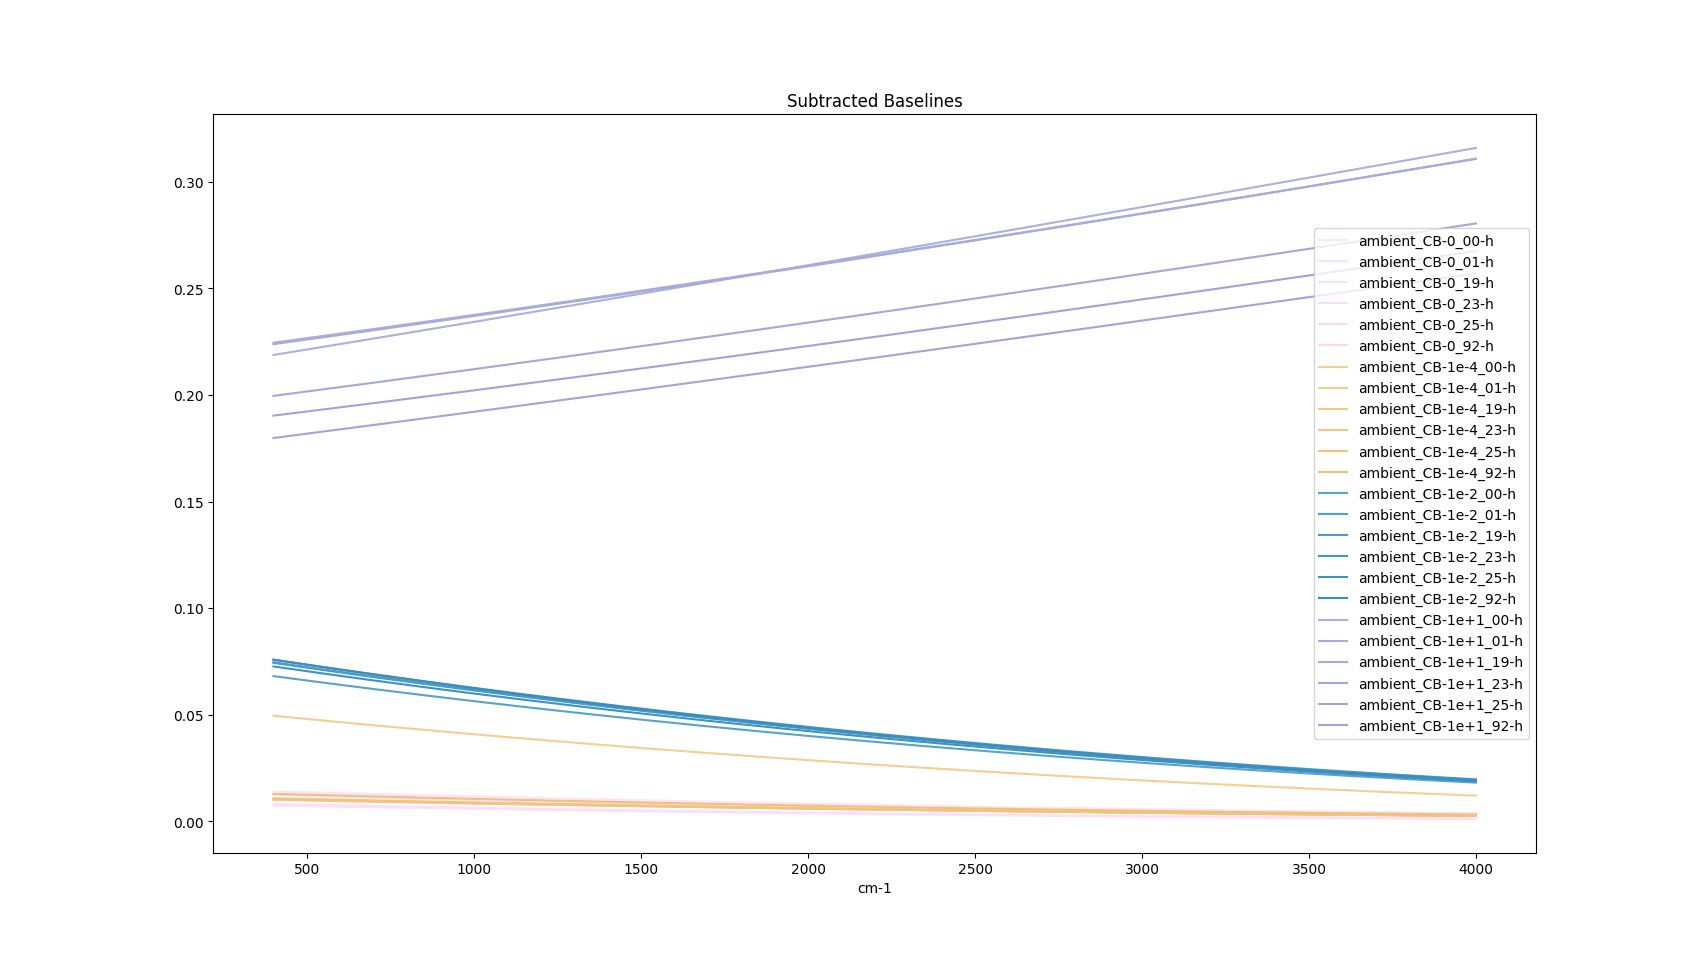 Subtracted Baselines
0.30
0.25
0.20
0.15
0.10
0.05
0.00
500 1000 1500 2000 2500 3000 3500 4000
cm-1
ambient_CB-0_00-h
ambient_CB-0_01-h
ambient_CB-0_19-h
ambient_CB-0_23-h
ambient_CB-0_25-h
ambient_CB-0_92-h
ambient_CB-1e-4_00-h
ambient_CB-1e-4_01-h
ambient_CB-1e-4_19-h
ambient_CB-1e-4_23-h
ambient_CB-1e-4_25-h
ambient_CB-1e-4_92-h
ambient_CB-1e-2_00-h
ambient_CB-1e-2_01-h
ambient_CB-1e-2_19-h
ambient_CB-1e-2_23-h
ambient_CB-1e-2_25-h
ambient_CB-1e-2_92-h
ambient_CB-1e+1_00-h
ambient_CB-1e+1_01-h
ambient_CB-1e+1_19-h
ambient_CB-1e+1_23-h
ambient_CB-1e+1_25-h
ambient_CB-1e+1_92-h